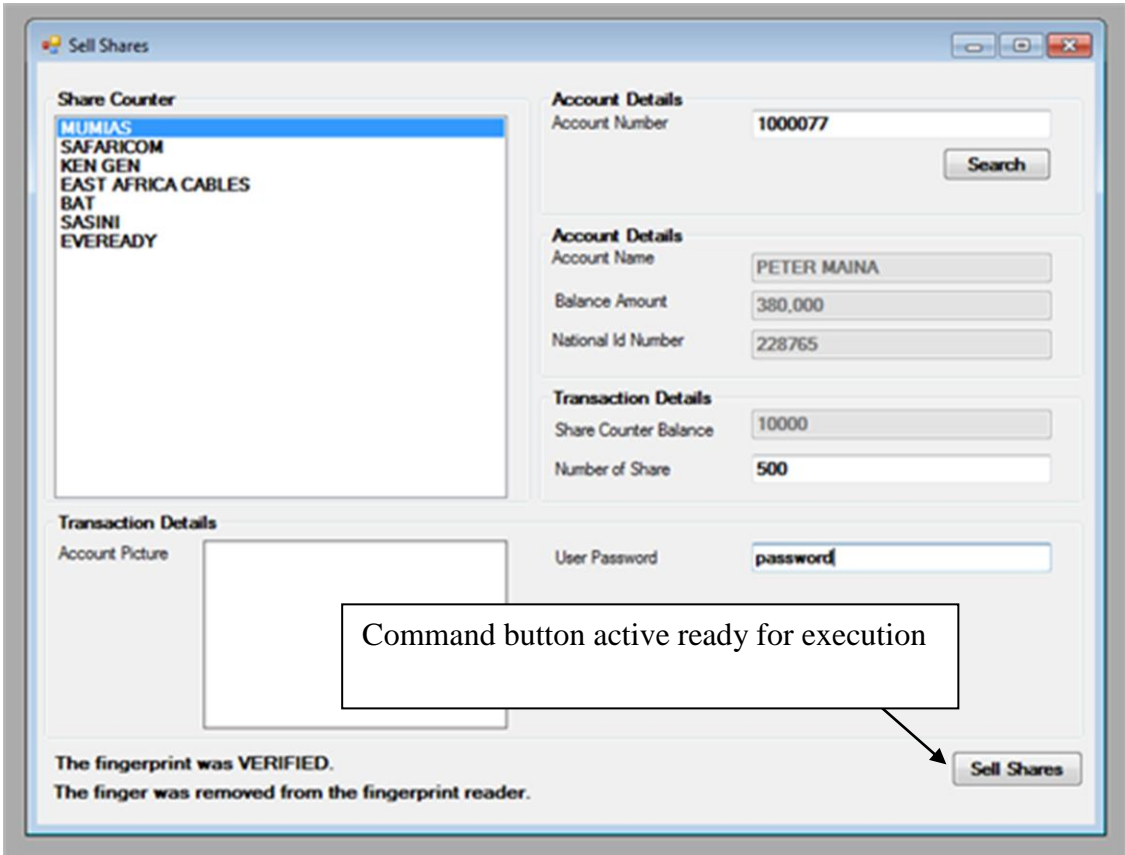 Sell Shares
Share Counter
MUMIAS
SAFARICOM
KEN GEN
EAST AFRICA CABLES
BAT
SASINI
EVEREADY
Account Details
Account Number 1000077
Search
Account Details
Account Name PETER MAINA
Balance Amount 380,000
National Id Number 228765
Transaction Details
Share Counter Balance 10000
Number of Share 500
Transaction Details
Account Picture
User Password password
Command button active ready for execution
The fingerprint was VERIFIED.
The finger was removed from the fingerprint reader.
Sell Shares